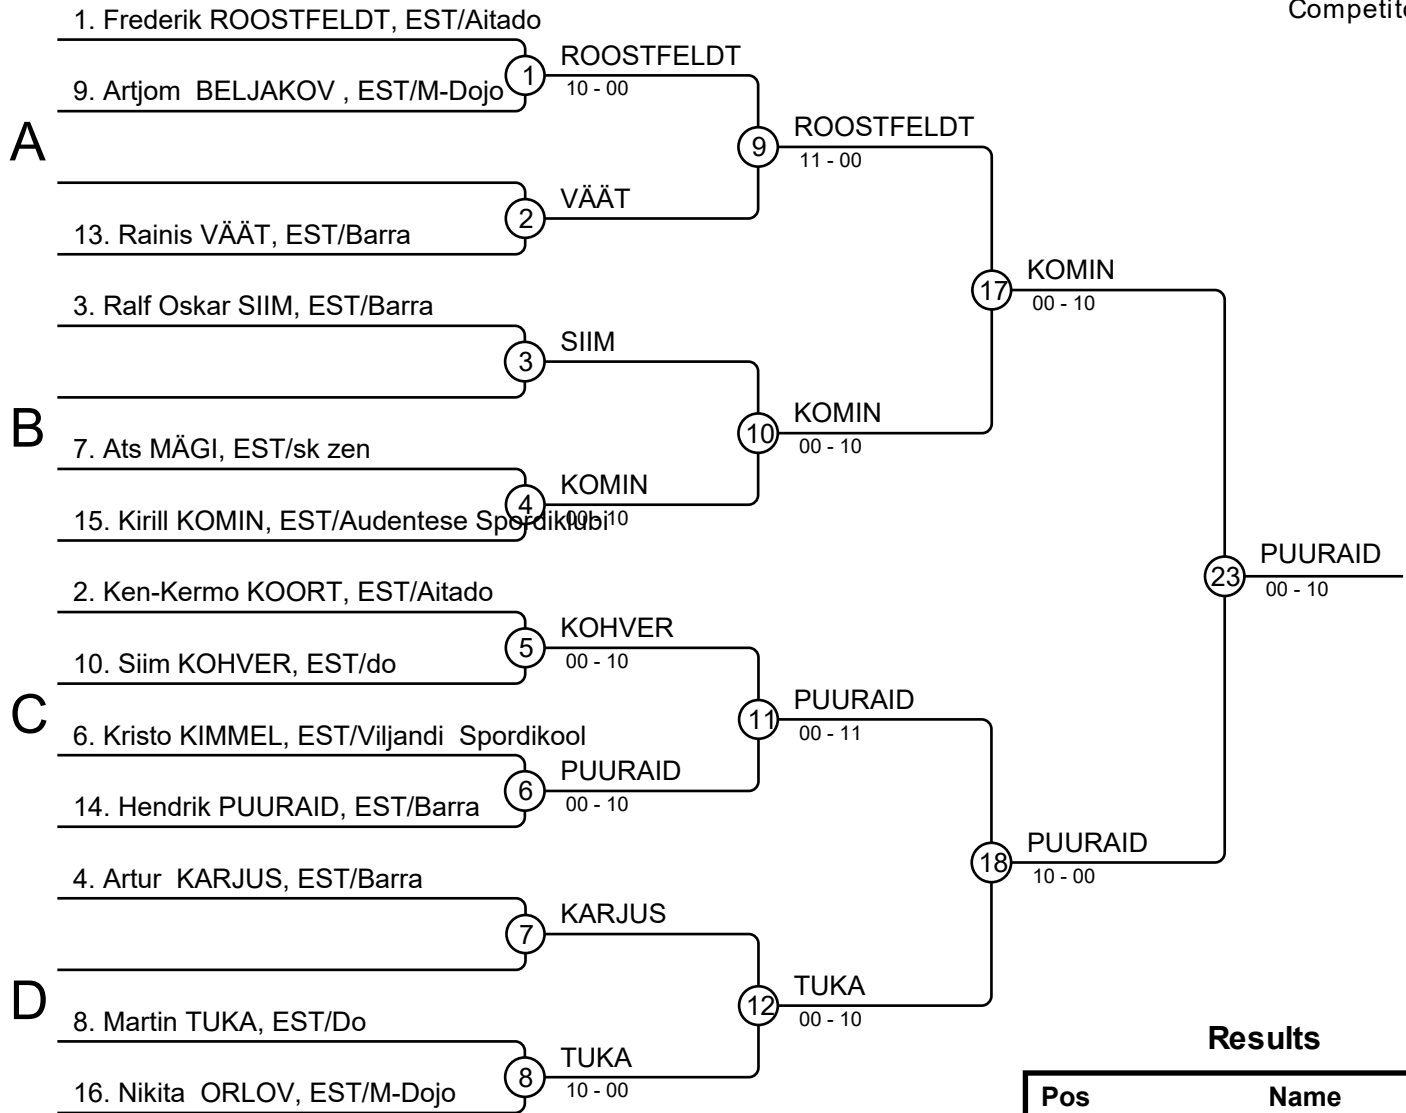 1. Frederik ROOSTFELDT, EST/Aitado
Competito
ROOSTFELDT
1
10 - 00
9. Artjom  BELJAKOV , EST/M-Dojo
A
ROOSTFELDT
9
11 - 00
VÄÄT
2
13. Rainis VÄÄT, EST/Barra
KOMIN
17
00 - 10
3. Ralf Oskar SIIM, EST/Barra
SIIM
3
B
KOMIN
10
00 - 10
7. Ats MÄGI, EST/sk zen
KOMIN
4
00 - 10
15. Kirill KOMIN, EST/Audentese Spordiklubi
PUURAID
23
00 - 10
2. Ken-Kermo KOORT, EST/Aitado
KOHVER
5
00 - 10
10. Siim KOHVER, EST/do
C
PUURAID
11
00 - 11
6. Kristo KIMMEL, EST/Viljandi  Spordikool
PUURAID
6
00 - 10
14. Hendrik PUURAID, EST/Barra
PUURAID
18
10 - 00
4. Artur  KARJUS, EST/Barra
KARJUS
7
D
TUKA
12
00 - 10
8. Martin TUKA, EST/Do
TUKA
8
10 - 00
16. Nikita  ORLOV, EST/M-Dojo
Results
Pos Name